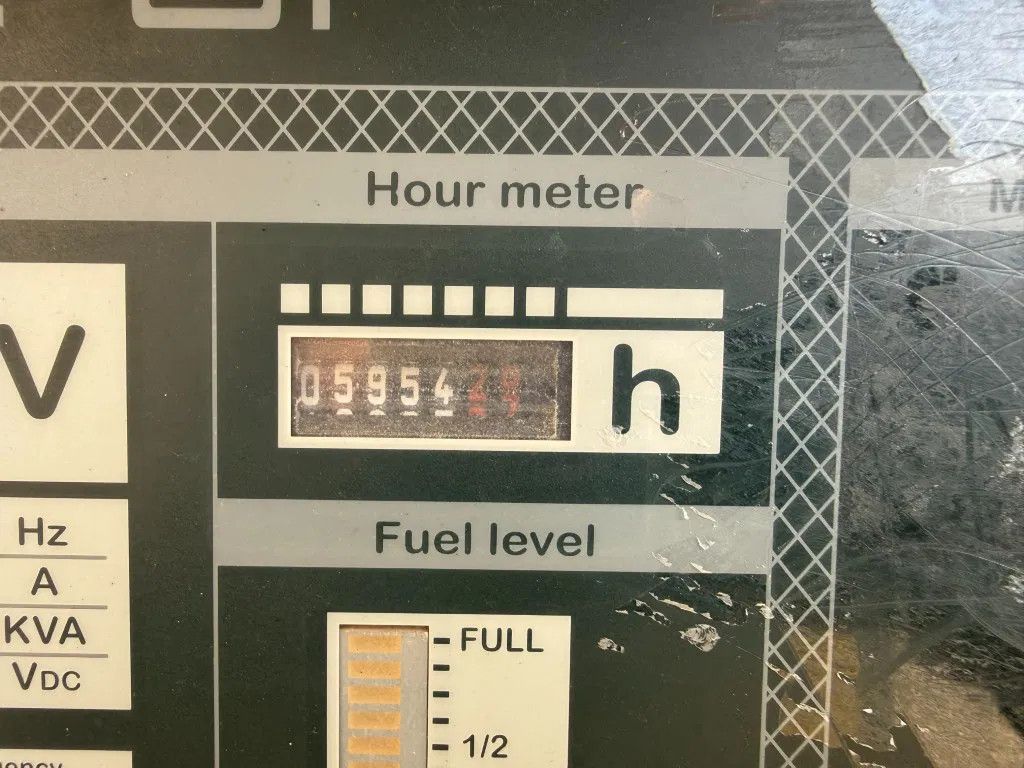 Hour meter
05954
h
V
Fuel level
Hz
A
KVA
VDC
FULL
1/2